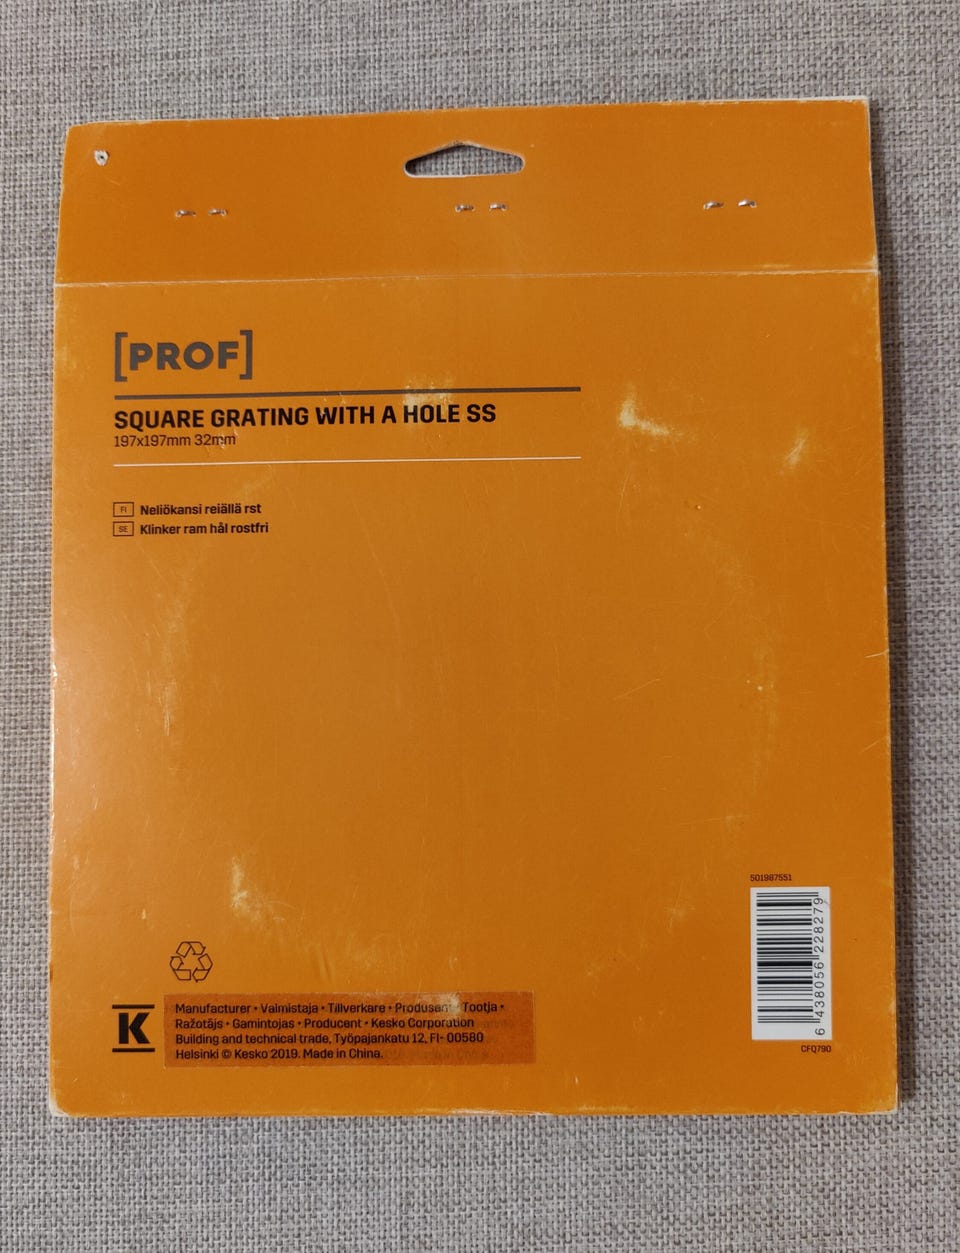 [PROF]
SQUARE GRATING WITH A HOLE SS
197x197mm 32mm
FI Neliökansi reiällä rst
SE Klinker ram hål rostfri
501987551
6 438056 228279
CFQ790
K
Manufacturer • Valmistaja • Tillverkare • Produsent • Tootja •
Ražotājs • Gamintojas • Producent • Kesko Corporation
Building and technical trade, Työpajankatu 12, FI- 00580
Helsinki © Kesko 2019. Made in China.